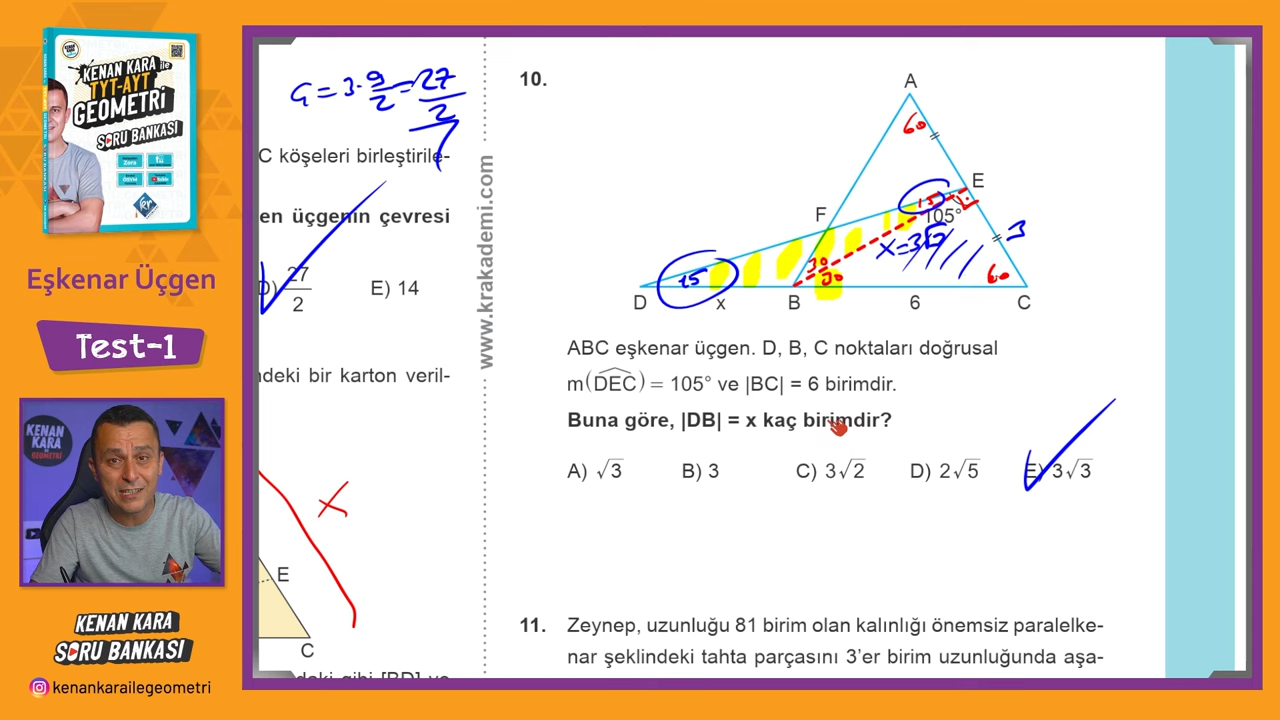 KENAN KARA ile
TYT-AYT
GEOMETRİ
SORU BANKASI
Eşkenar Üçgen
Test-1
KENAN
KARA
GEOMETRİ
KENAN KARA
SORU BANKASI
kenankarailegeometri
Ç = 3·9/2 = 27/2
C köşeleri birleştirile-
en üçgenin çevresi
D) 27/2 E) 14
ndeki bir karton veril-
x
E
C
www.krakademi.com
10.
A
60
E
15
105°
F
3
x=3√3
30
30
15
60
D x B 6 C
ABC eşkenar üçgen. D, B, C noktaları doğrusal
m(DEC) = 105° ve |BC| = 6 birimdir.
Buna göre, |DB| = x kaç birimdir?
A) √3 B) 3 C) 3√2 D) 2√5 E) 3√3
11. Zeynep, uzunluğu 81 birim olan kalınlığı önemsiz paralelke-
nar şeklindeki tahta parçasını 3’er birim uzunluğunda aşa-